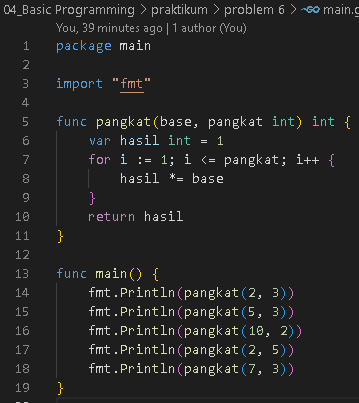 04_Basic Programming > praktikum > problem 6 > main.g
You, 39 minutes ago | 1 author (You)
1 package main
2
3 import "fmt"
4
5 func pangkat(base, pangkat int) int {
6     var hasil int = 1
7     for i := 1; i <= pangkat; i++ {
8         hasil *= base
9     }
10     return hasil
11 }
12
13 func main() {
14     fmt.Println(pangkat(2, 3))
15     fmt.Println(pangkat(5, 3))
16     fmt.Println(pangkat(10, 2))
17     fmt.Println(pangkat(2, 5))
18     fmt.Println(pangkat(7, 3))
19 }